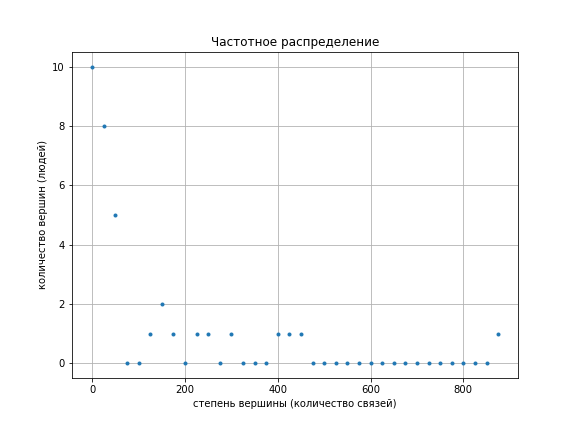 Частотное распределение
количество вершин (людей)
10
8
6
4
2
0
0 200 400 600 800
степень вершины (количество связей)